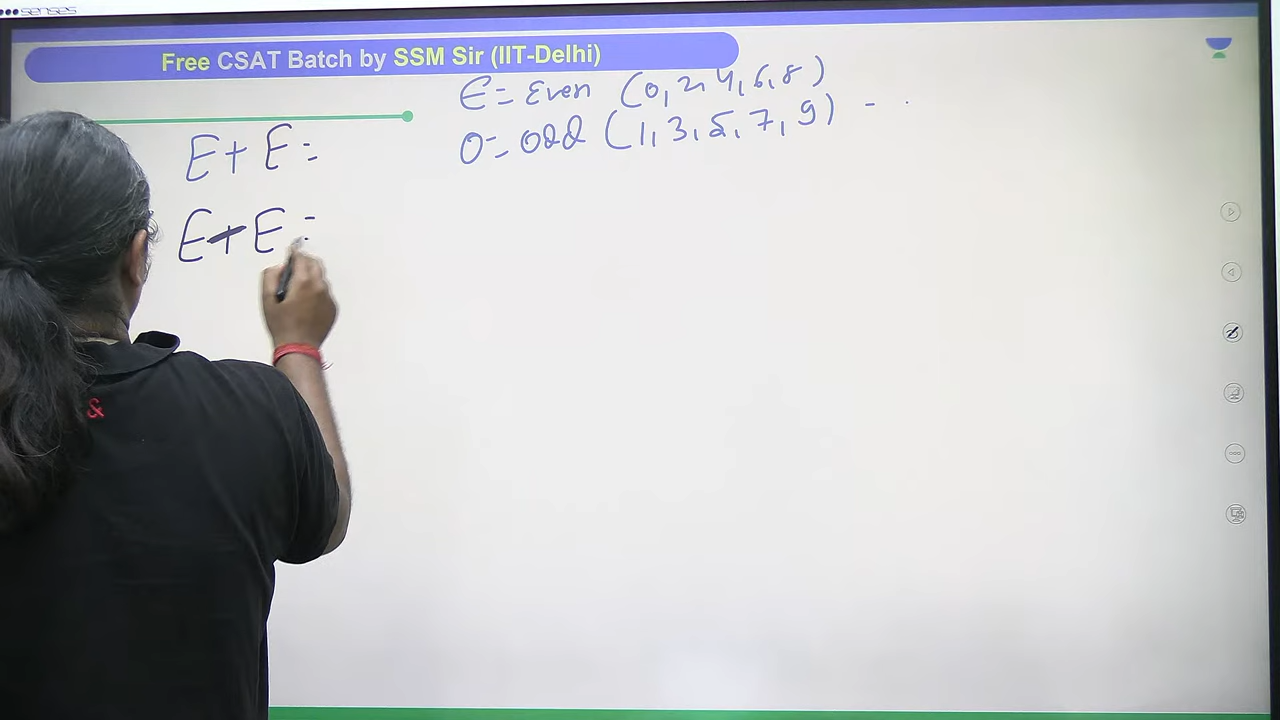 senses
Free CSAT Batch by SSM Sir (IIT-Delhi)
E = Even (0, 2, 4, 6, 8)
O = Odd (1, 3, 5, 7, 9) - .
E + E =
E + E =
&